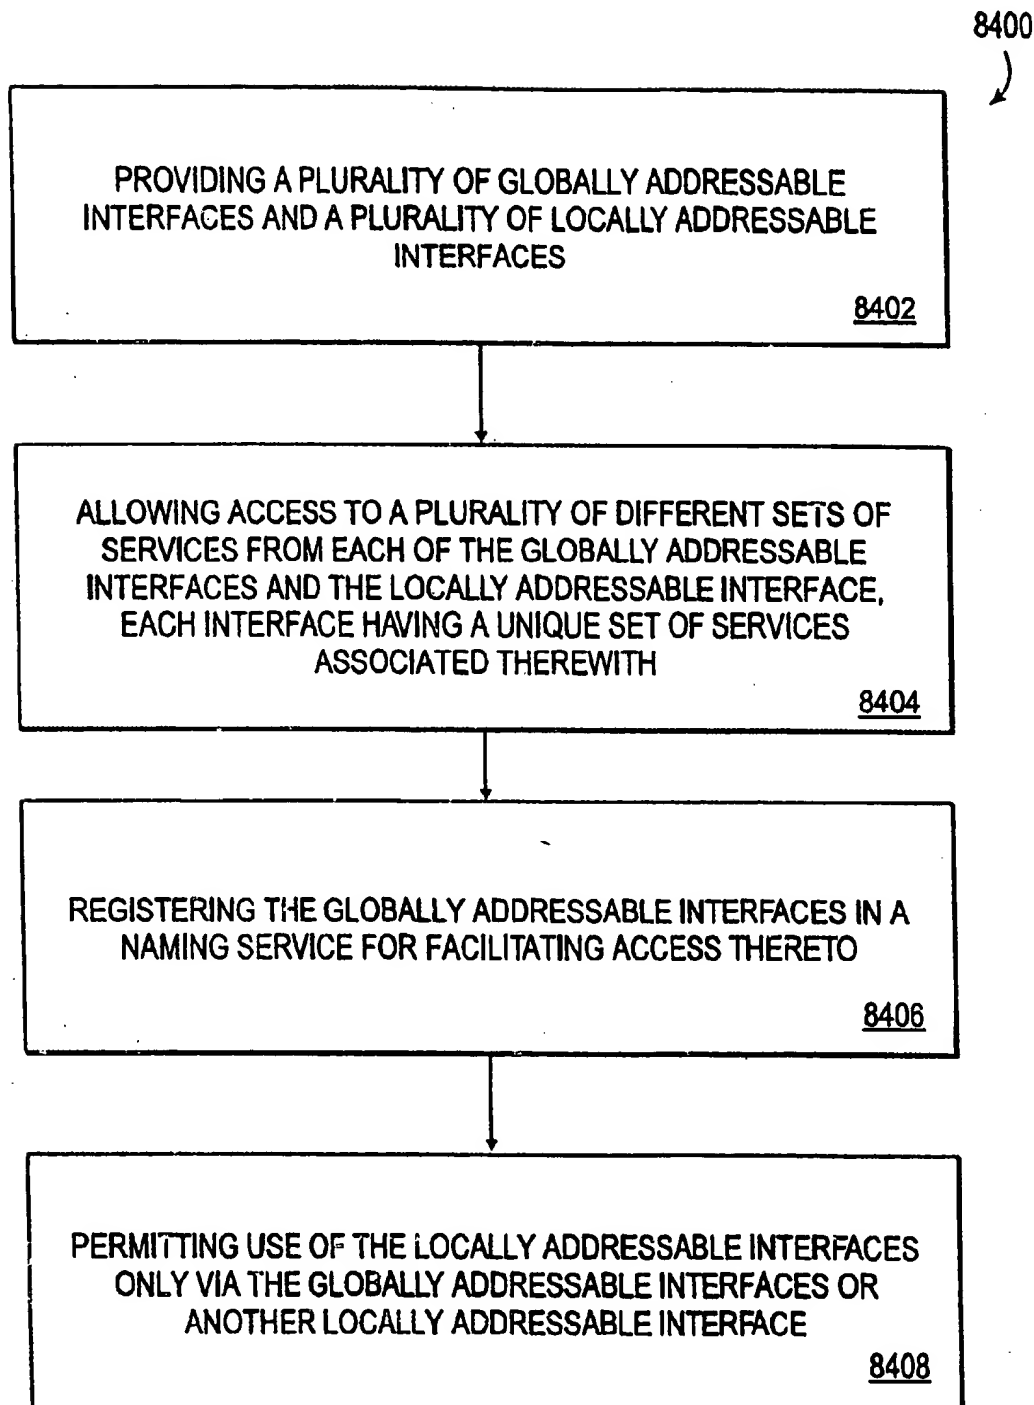 8400
PROVIDING A PLURALITY OF GLOBALLY ADDRESSABLE
INTERFACES AND A PLURALITY OF LOCALLY ADDRESSABLE
INTERFACES
8402
ALLOWING ACCESS TO A PLURALITY OF DIFFERENT SETS OF
SERVICES FROM EACH OF THE GLOBALLY ADDRESSABLE
INTERFACES AND THE LOCALLY ADDRESSABLE INTERFACE,
EACH INTERFACE HAVING A UNIQUE SET OF SERVICES
ASSOCIATED THEREWITH
8404
REGISTERING THE GLOBALLY ADDRESSABLE INTERFACES IN A
NAMING SERVICE FOR FACILITATING ACCESS THERETO
8406
PERMITTING USE OF THE LOCALLY ADDRESSABLE INTERFACES
ONLY VIA THE GLOBALLY ADDRESSABLE INTERFACES OR
ANOTHER LOCALLY ADDRESSABLE INTERFACE
8408